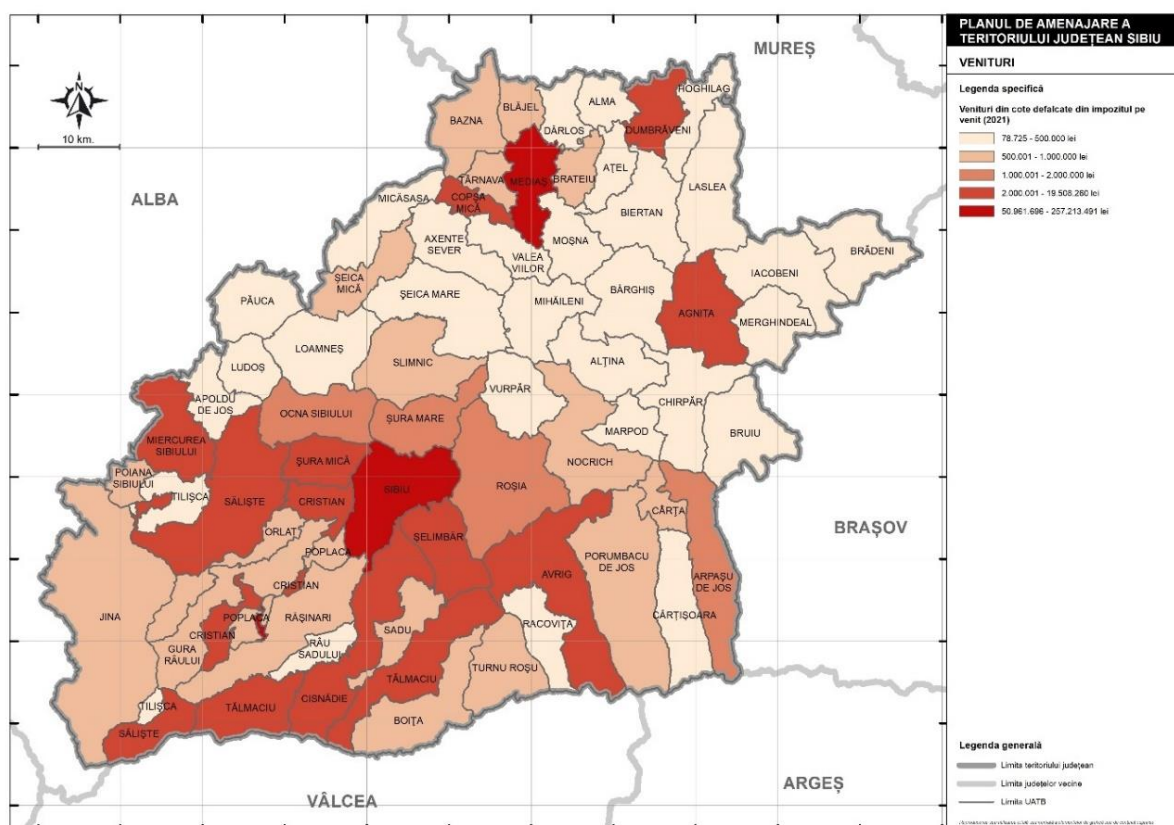 PLANUL DE AMENAJARE A
TERITORIULUI JUDEȚEAN SIBIU
VENITURI
Legenda specifică
Venituri din cote defalcate din impozitul pe
venit (2021)
78.725 - 500.000 lei
500.001 - 1.000.000 lei
1.000.001 - 2.000.000 lei
2.000.001 - 19.508.260 lei
50.961.696 - 257.213.491 lei
N
10 km.
MUREȘ
ALBA
BRAȘOV
ARGEȘ
VÂLCEA
HOGHILAG
BLĂJEL
ALMA
BAZNA
DÂRLOS
DUMBRĂVENI
TÂRNAVA
MEDIAȘ
BRATEIU
AȚEL
LASLEA
MICĂSASA
COPȘA
MICĂ
BIERTAN
AXENTE
SEVER
MOȘNA
BRĂDENI
VALEA
VIILOR
IACOBENI
ȘEICA
MICĂ
ȘEICA MARE
MIHĂILENI
BÂRGHIȘ
PĂUCA
AGNITA
MERGHINDEAL
LOAMNEȘ
LUDOȘ
SLIMNIC
ALȚINA
VURPĂR
APOLDU
DE JOS
CHIRPĂR
OCNA SIBIULUI
ȘURA MARE
MARPOD
BRUIU
MIERCUREA
SIBIULUI
ȘURA MICĂ
NOCRICH
POIANA
SIBIULUI
TILIȘCA
SĂLIȘTE
CRISTIAN
SIBIU
ROȘIA
CÂRȚA
ORLAT
ȘELIMBĂR
POPLACA
PORUMBACU
DE JOS
AVRIG
ARPAȘU
DE JOS
CRISTIAN
JINA
POPLACA
RĂȘINARI
CÂRȚIȘOARA
RACOVIȚA
CRISTIAN
SADU
GURA
RÂULUI
RÂU
SADULUI
TURNU ROȘU
TĂLMACIU
TILIȘCA
TĂLMACIU
CISNĂDIE
BOIȚA
SĂLIȘTE
Legenda generală
Limita teritoriului județean
Limita județelor vecine
Limita UATB